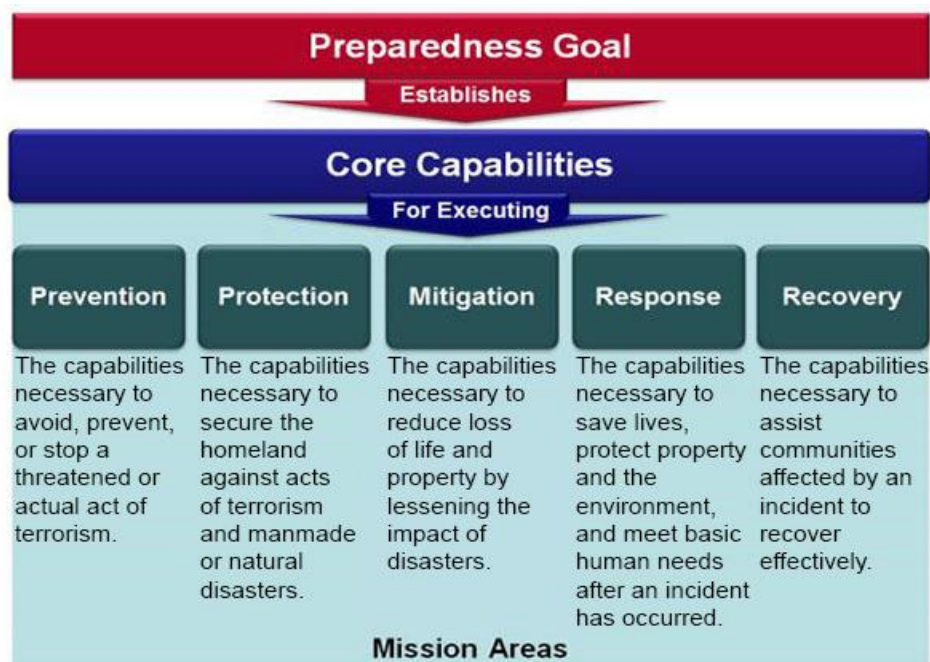 Preparedness Goal
Establishes
Core Capabilities
For Executing
Prevention
The capabilities
necessary to
avoid, prevent,
or stop a
threatened or
actual act of
terrorism.
Protection
The capabilities
necessary to
secure the
homeland
against acts
of terrorism
and manmade
or natural
disasters.
Mitigation
The capabilities
necessary to
reduce loss
of life and
property by
lessening the
impact of
disasters.
Response
The capabilities
necessary to
save lives,
protect property
and the
environment,
and meet basic
human needs
after an incident
has occurred.
Recovery
The capabilities
necessary to
assist
communities
affected by an
incident to
recover
effectively.
Mission Areas